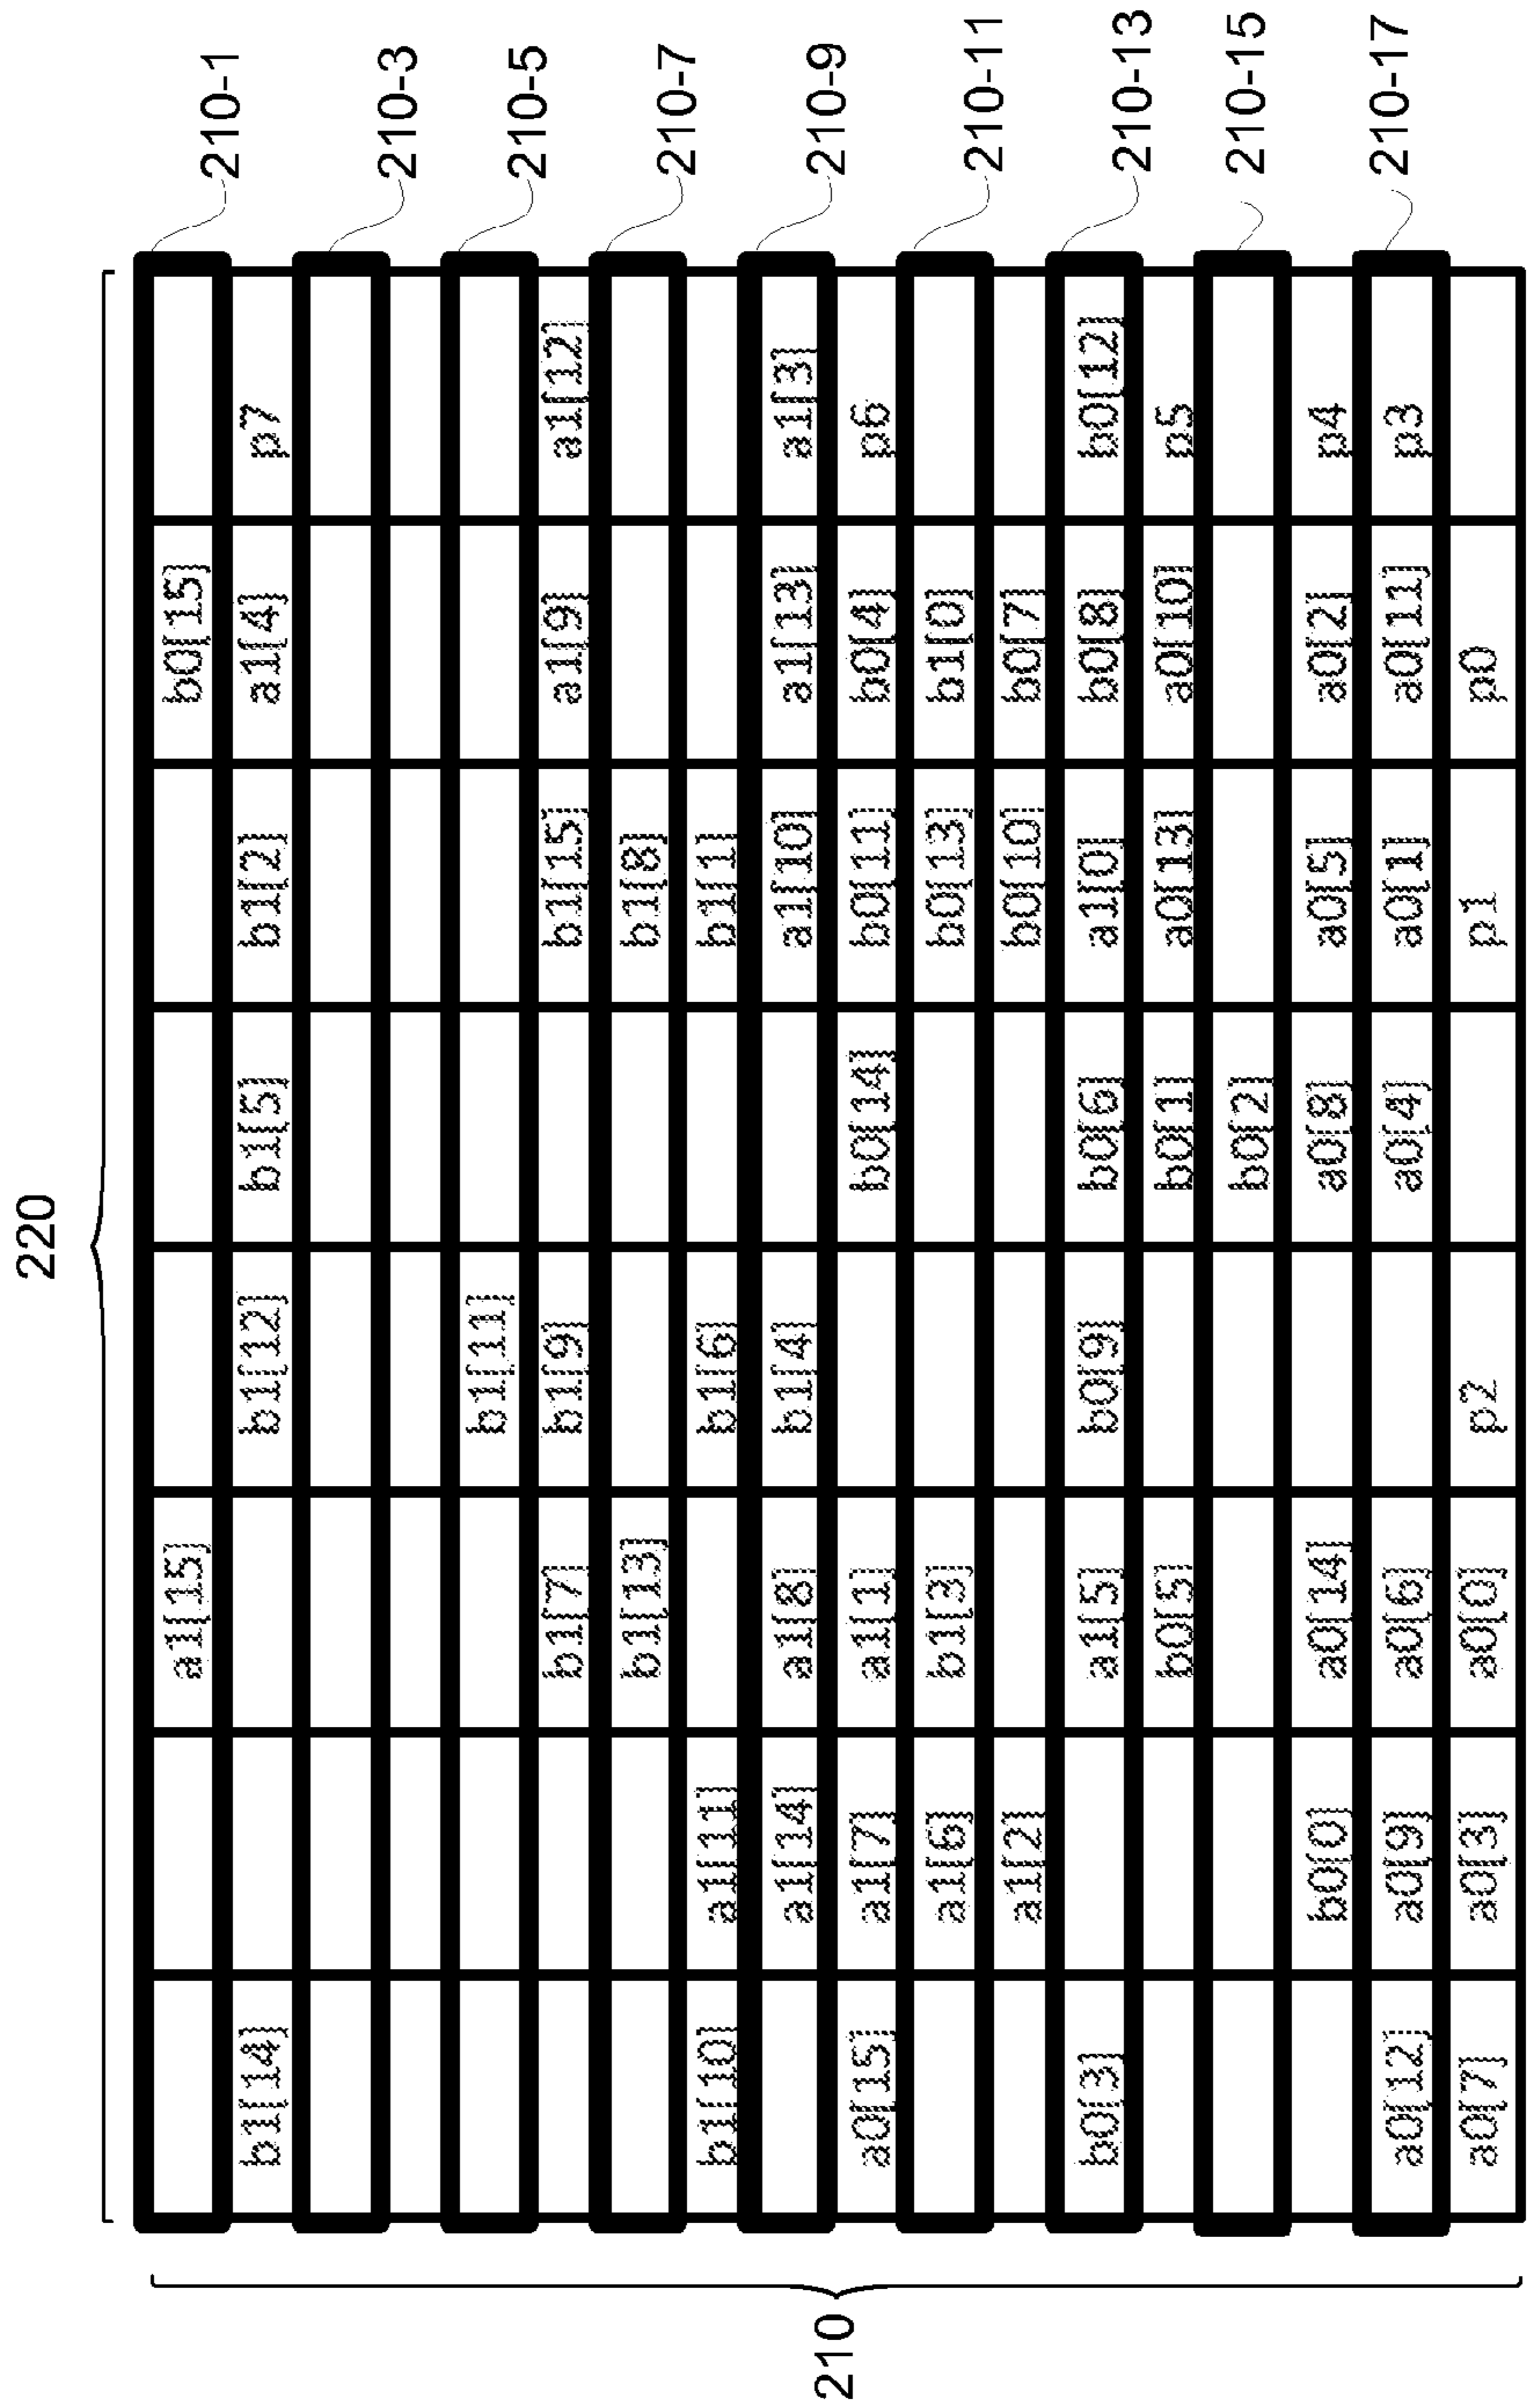 220
a1[15] b0[15] 210-1
b1[14] b1[12] b1[5] b1[2] a1[4] p7
210-3
b1[11] 210-5
b1[7] b1[9] b1[15] a1[9] a1[12]
b1[13] b1[8] 210-7
b1[10] a1[11] b1[6] b1[1]
a1[14] a1[8] b1[4] a1[10] a1[13] a1[3] 210-9
210 a0[15] a1[7] a1[1] b0[14] b0[11] b0[4] p6
a1[6] b1[3] b0[13] b1[0] 210-11
a1[2] b0[10] b0[7]
b0[3] a1[5] b0[9] b0[6] a1[0] b0[8] b0[12] 210-13
b0[5] b0[1] a0[13] a0[10] p5
b0[2] 210-15
b0[0] a0[14] a0[8] a0[5] a0[2] p4
a0[12] a0[9] a0[6] a0[4] a0[1] a0[11] p3 210-17
a0[7] a0[3] a0[0] p2 p1 p0